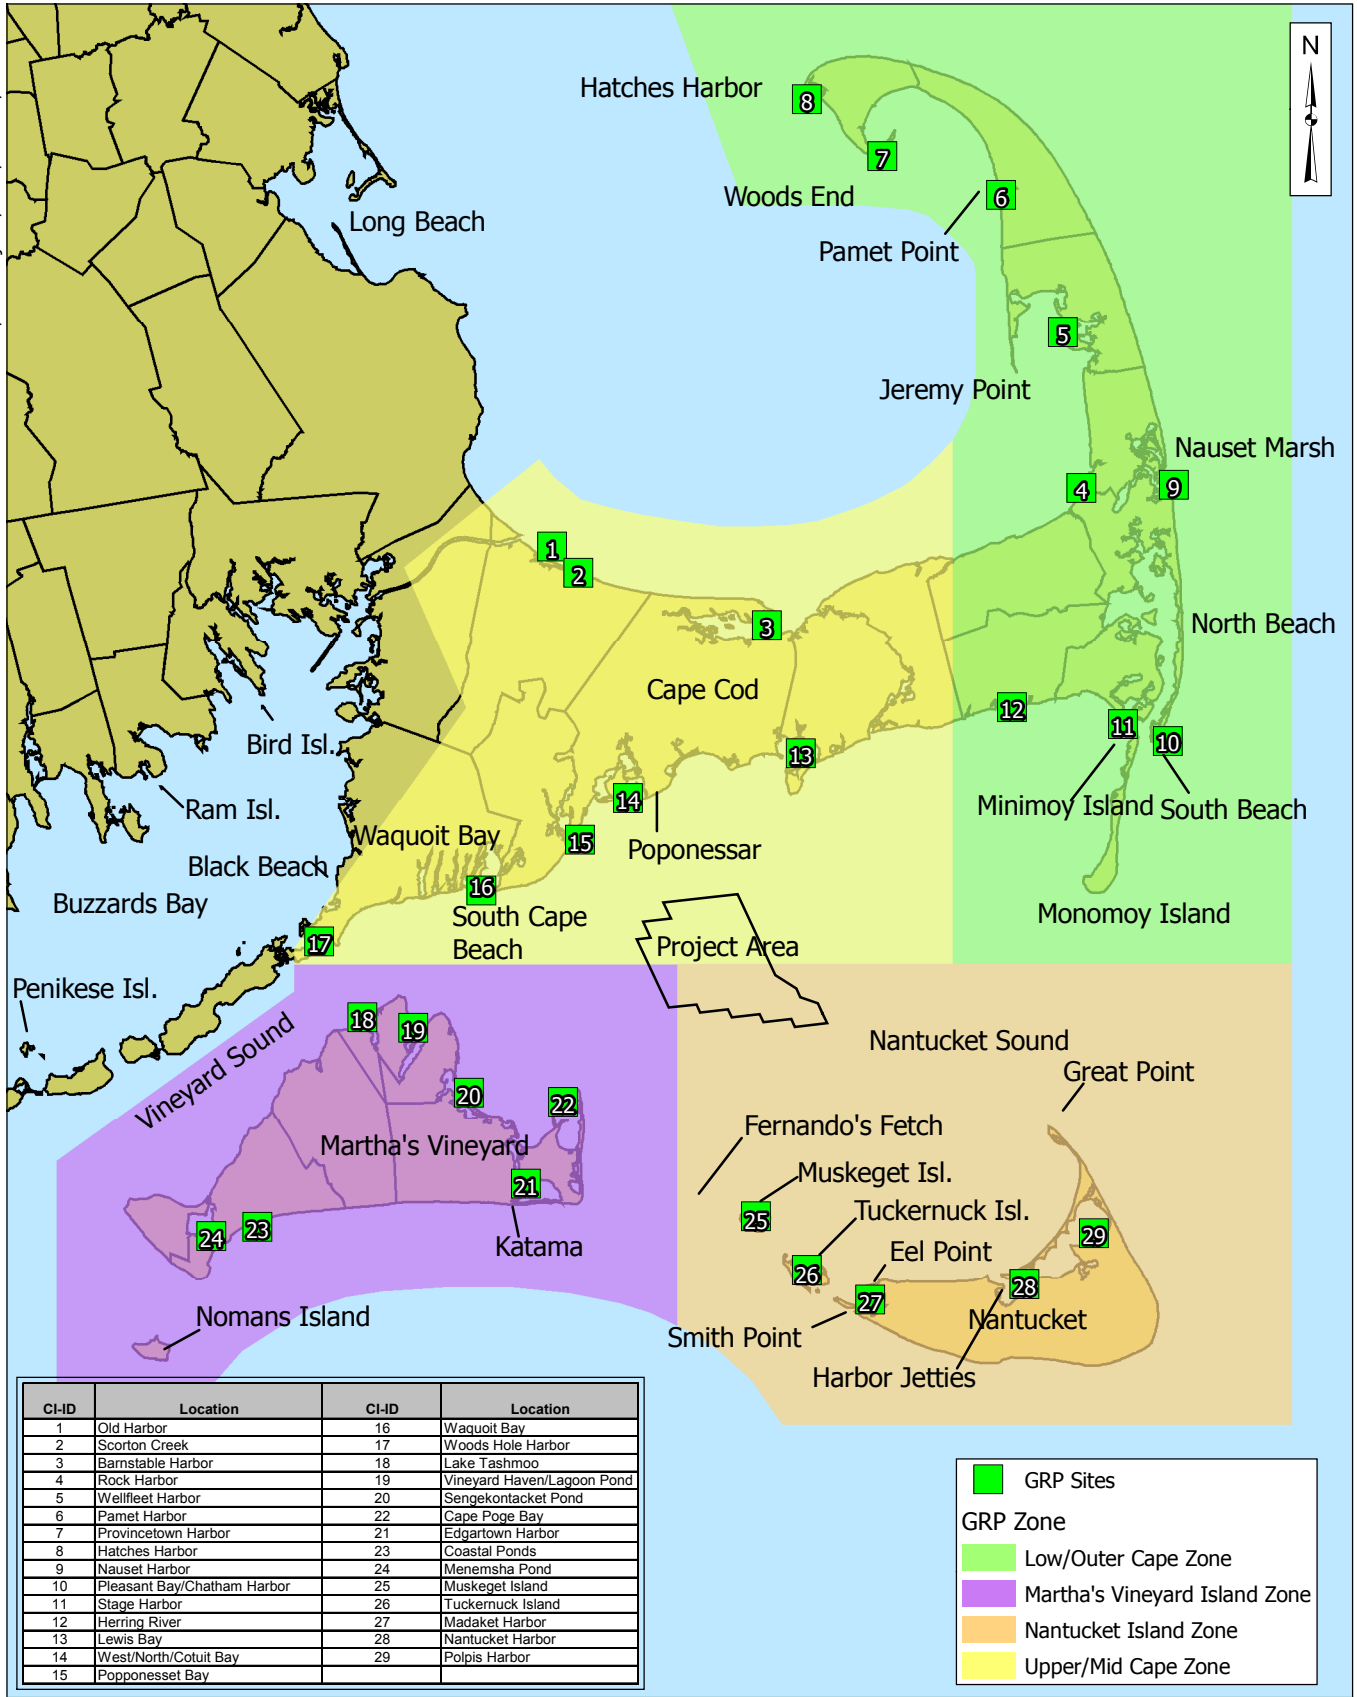 N
Hatches Harbor
8
7
Woods End
6
Long Beach
Pamet Point
5
Jeremy Point
Nauset Marsh
4
9
1
2
3
North Beach
Cape Cod
12
11
10
Bird Isl.
13
Ram Isl.
14
Minimoy Island
South Beach
Waquoit Bay
15
Poponessar
Black Beach
16
Buzzards Bay
South Cape
Beach
Monomoy Island
17
Project Area
Penikese Isl.
18
19
Vineyard Sound
Nantucket Sound
Great Point
20
22
Fernando's Fetch
Martha's Vineyard
Muskeget Isl.
21
25
Tuckernuck Isl.
24
23
29
Katama
Eel Point
26
28
27
Nomans Island
Nantucket
Smith Point
Harbor Jetties
CI-ID Location CI-ID Location
1 Old Harbor 16 Waquoit Bay
2 Scorton Creek 17 Woods Hole Harbor
3 Barnstable Harbor 18 Lake Tashmoo
4 Rock Harbor 19 Vineyard Haven/Lagoon Pond
5 Wellfleet Harbor 20 Sengekontacket Pond
6 Pamet Harbor 22 Cape Poge Bay
7 Provincetown Harbor 21 Edgartown Harbor
8 Hatches Harbor 23 Coastal Ponds
9 Nauset Harbor 24 Menemsha Pond
10 Pleasant Bay/Chatham Harbor 25 Muskeget Island
11 Stage Harbor 26 Tuckernuck Island
12 Herring River 27 Madaket Harbor
13 Lewis Bay 28 Nantucket Harbor
14 West/North/Cotuit Bay 29 Polpis Harbor
15 Popponesset Bay
GRP Sites
GRP Zone
Low/Outer Cape Zone
Martha's Vineyard Island Zone
Nantucket Island Zone
Upper/Mid Cape Zone